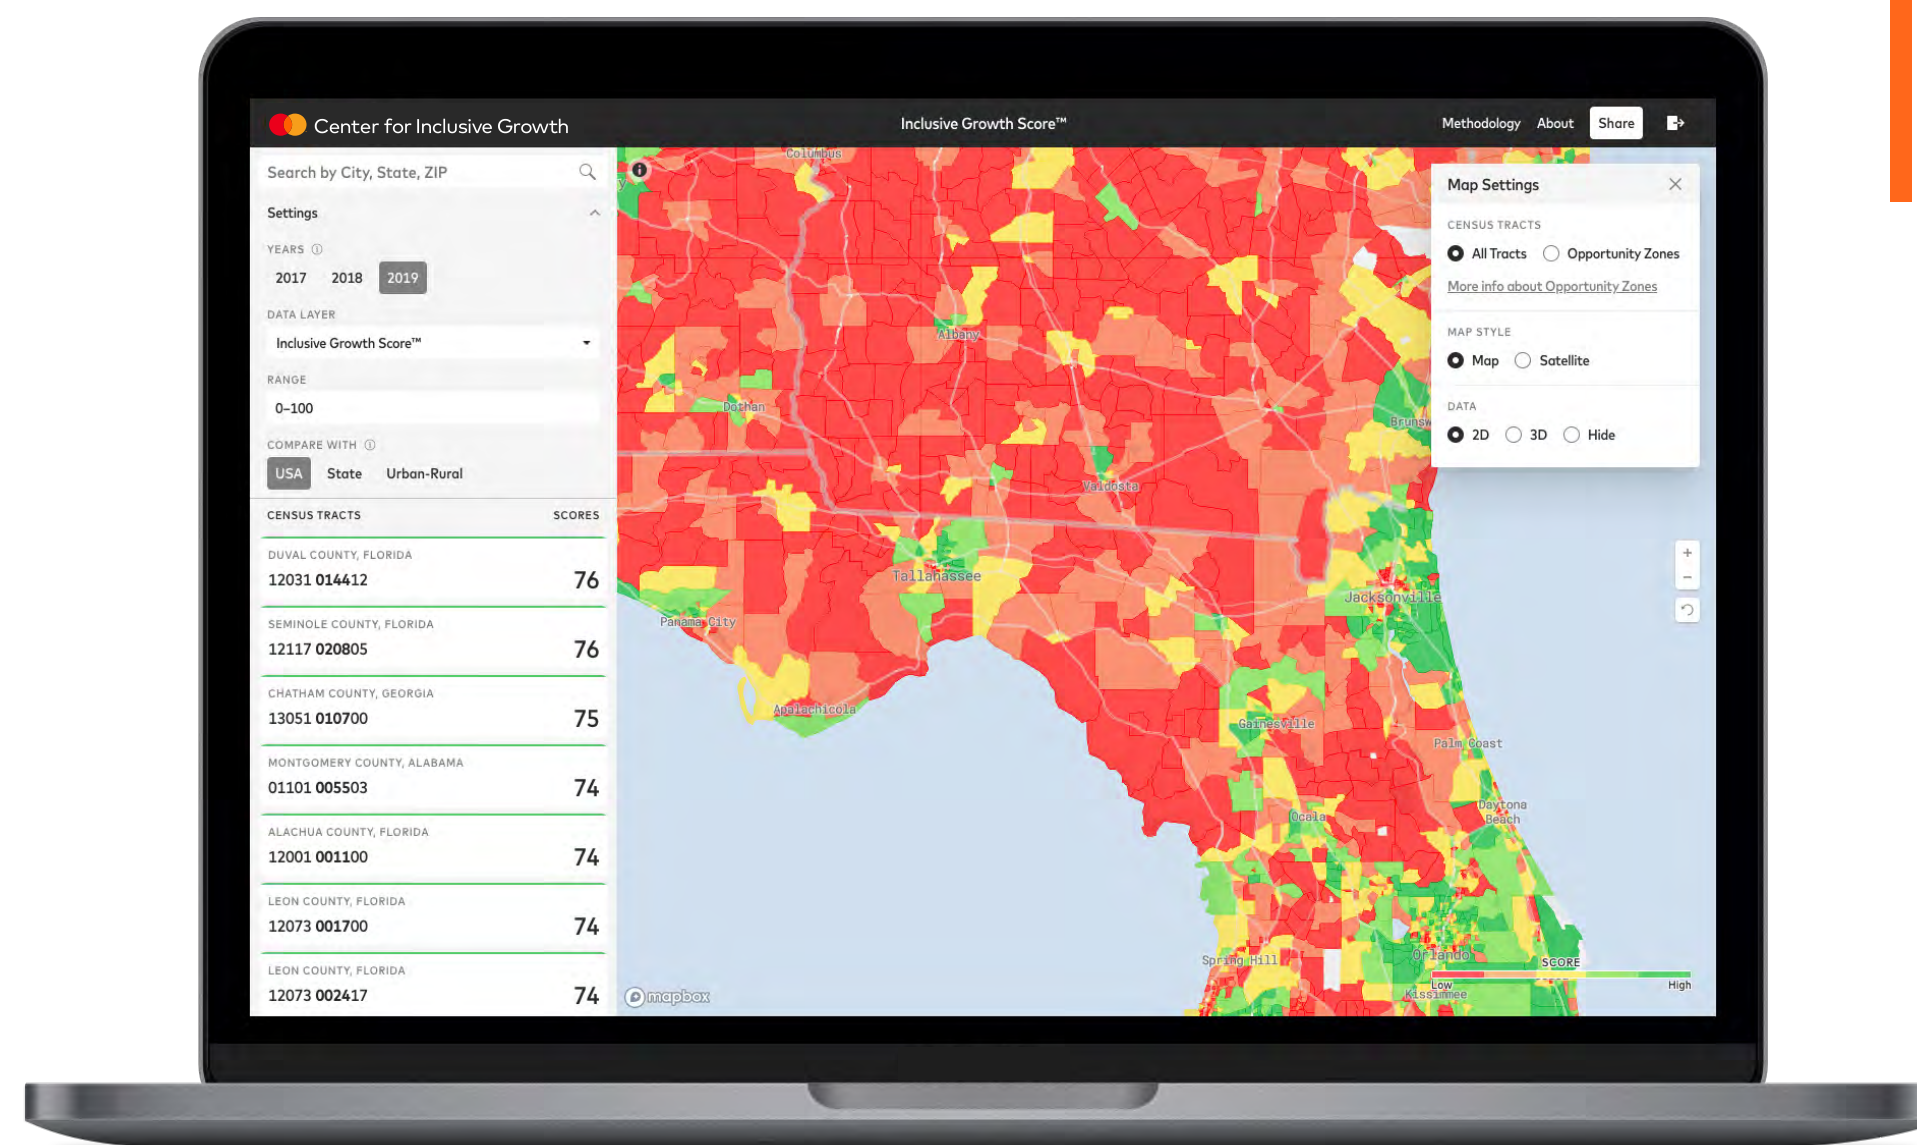 Center for Inclusive Growth
Inclusive Growth Score™
Methodology About Share
Search by City, State, ZIP
Settings
YEARS
2017 2018 2019
DATA LAYER
Inclusive Growth Score™
RANGE
0–100
COMPARE WITH
USA State Urban-Rural
CENSUS TRACTS SCORES
DUVAL COUNTY, FLORIDA
12031 014412 76
SEMINOLE COUNTY, FLORIDA
12117 020805 76
CHATHAM COUNTY, GEORGIA
13051 010700 75
MONTGOMERY COUNTY, ALABAMA
01101 005503 74
ALACHUA COUNTY, FLORIDA
12001 001100 74
LEON COUNTY, FLORIDA
12073 001700 74
LEON COUNTY, FLORIDA
12073 002417 74
Columbus
Albany
Dothan
Valdosta
Tallahassee
Panama City
Apalachicola
Jacksonville
Gainesville
Palm Coast
Daytona
Beach
Ocala
Spring Hill
Orlando
Kissimmee
mapbox
Map Settings
CENSUS TRACTS
All Tracts Opportunity Zones
More info about Opportunity Zones
MAP STYLE
Map Satellite
DATA
2D 3D Hide
+
−
SCORE
Low High